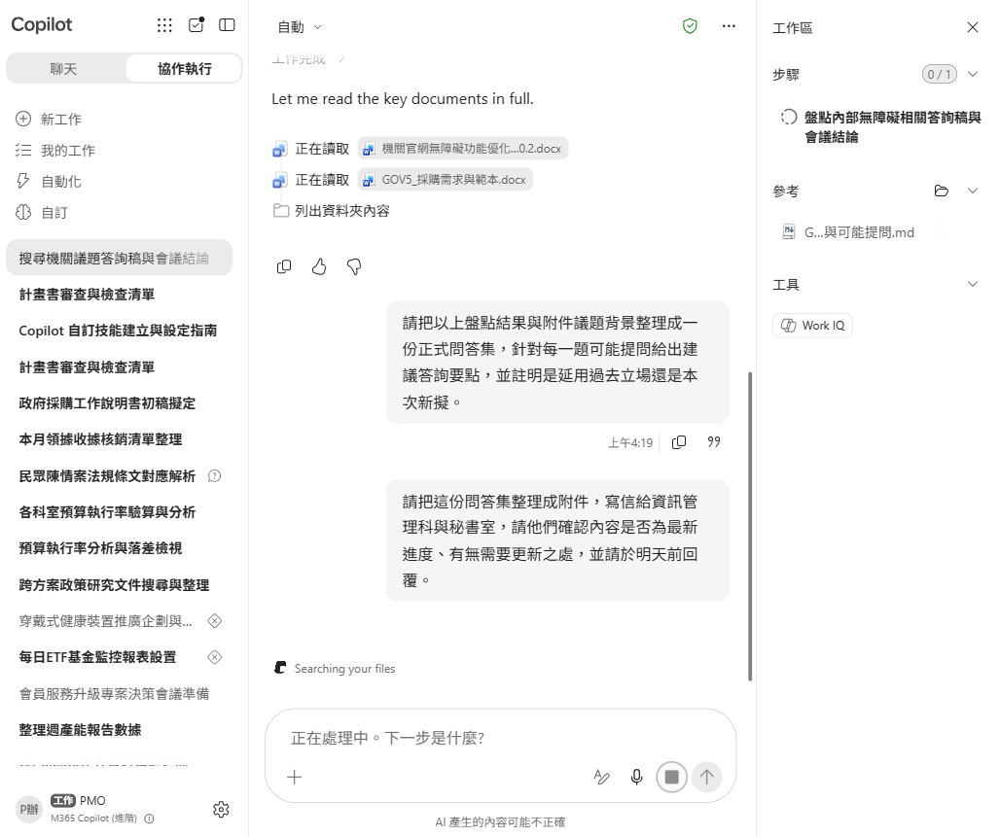 Copilot
聊天
協作執行
新工作
我的工作
自動化
自訂
搜尋機關議題答詢稿與會議結論
計畫書審查與檢查清單
Copilot 自訂技能建立與設定指南
計畫書審查與檢查清單
政府採購工作說明書初稿擬定
本月領據收據核銷清單整理
民眾陳情案法規條文對應解析
各科室預算執行率驗算與分析
預算執行率分析與落差檢視
跨方案政策研究文件搜尋與整理
穿戴式健康裝置推廣企劃與...
每日ETF基金監控報表設置
會員服務升級專案決策會議準備
整理週產能報告數據
P辦
工作 PMO
M365 Copilot (進階)
自動
工作完成
Let me read the key documents in full.
正在讀取 機關官網無障礙功能優化...0.2.docx
正在讀取 GOV5_採購需求與範本.docx
列出資料夾內容
請把以上盤點結果與附件議題背景整理成一
份正式問答集，針對每一題可能提問給出建
議答詢要點，並註明是延用過去立場還是本
次新擬。
上午4:19
請把這份問答集整理成附件，寫信給資訊管
理科與秘書室，請他們確認內容是否為最新
進度、有無需要更新之處，並請於明天前回
覆。
Searching your files
正在處理中。下一步是什麼?
AI 產生的內容可能不正確
工作區
步驟
0 / 1
盤點內部無障礙相關答詢稿與
會議結論
參考
G...與可能提問.md
工具
Work IQ